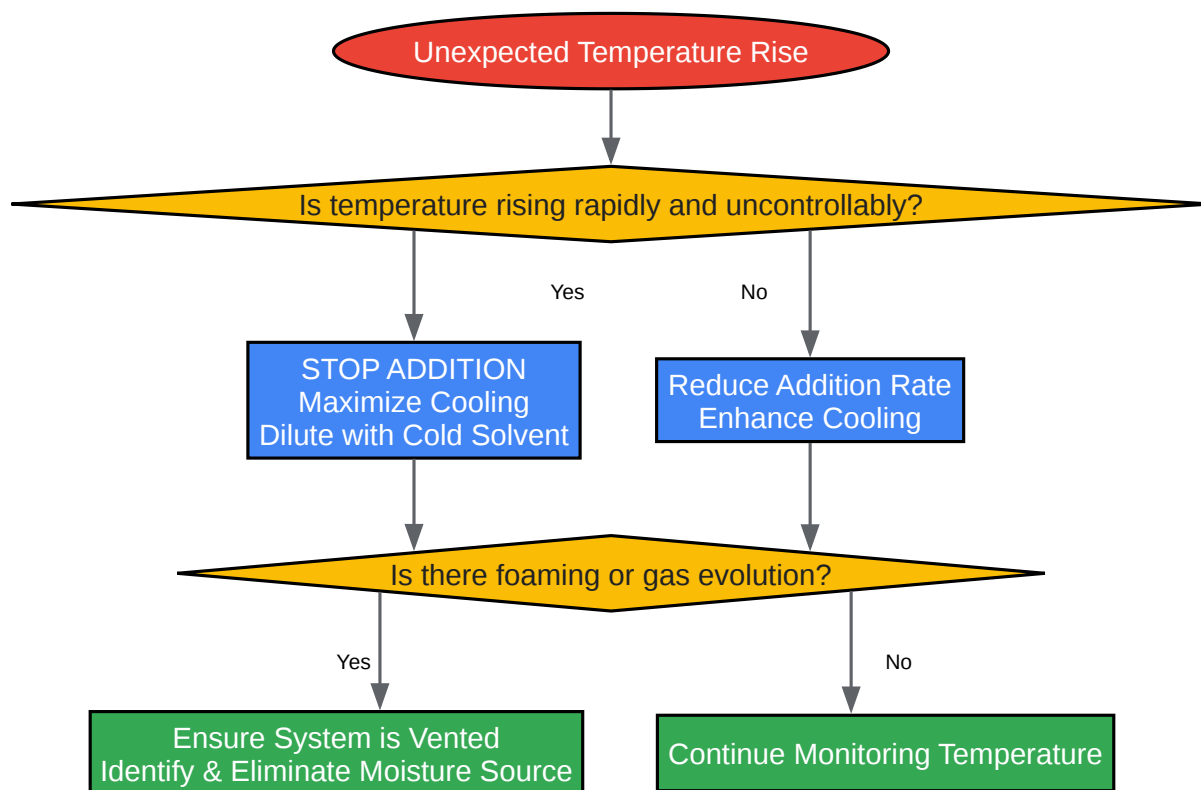 Unexpected Temperature Rise
Is temperature rising rapidly and uncontrollably?
Yes
No
STOP ADDITION
Maximize Cooling
Dilute with Cold Solvent
Reduce Addition Rate
Enhance Cooling
Is there foaming or gas evolution?
Yes
No
Ensure System is Vented
Identify & Eliminate Moisture Source
Continue Monitoring Temperature